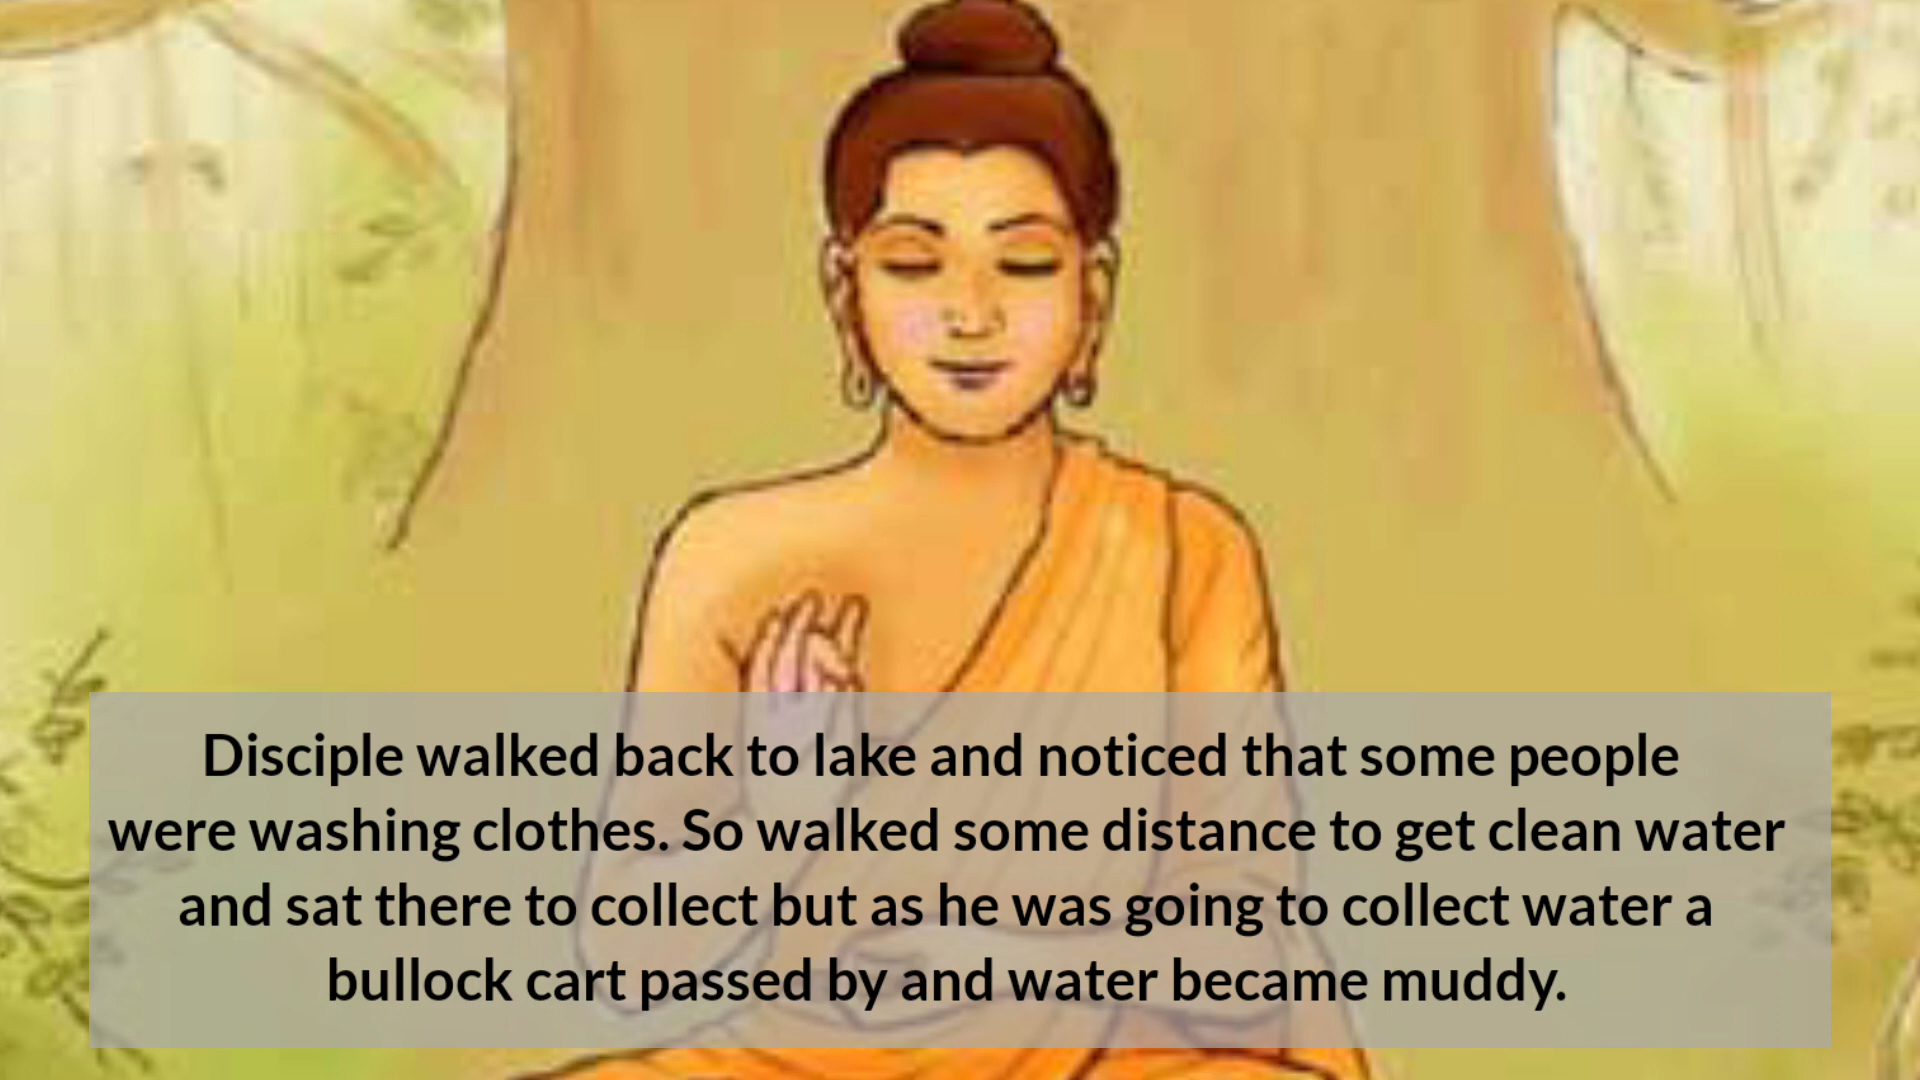 Disciple walked back to lake and noticed that some people
were washing clothes. So walked some distance to get clean water
and sat there to collect but as he was going to collect water a
bullock cart passed by and water became muddy.